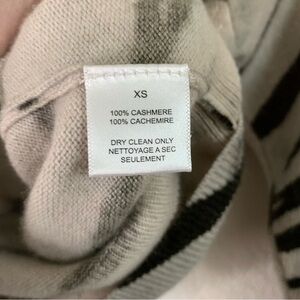 XS
100% CASHMERE
100% CACHEMIRE
DRY CLEAN ONLY
NETTOYAGE A SEC
SEULEMENT